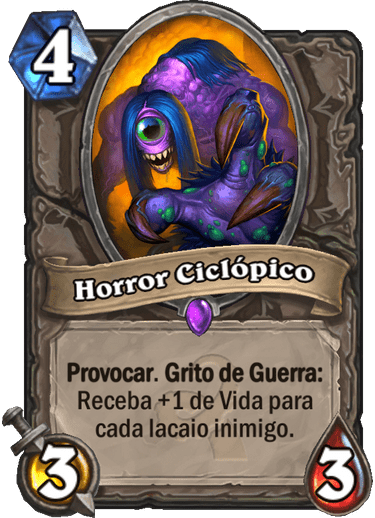 4
Horror Ciclópico
Provocar. Grito de Guerra:
Receba +1 de Vida para
cada lacaio inimigo.
3
3